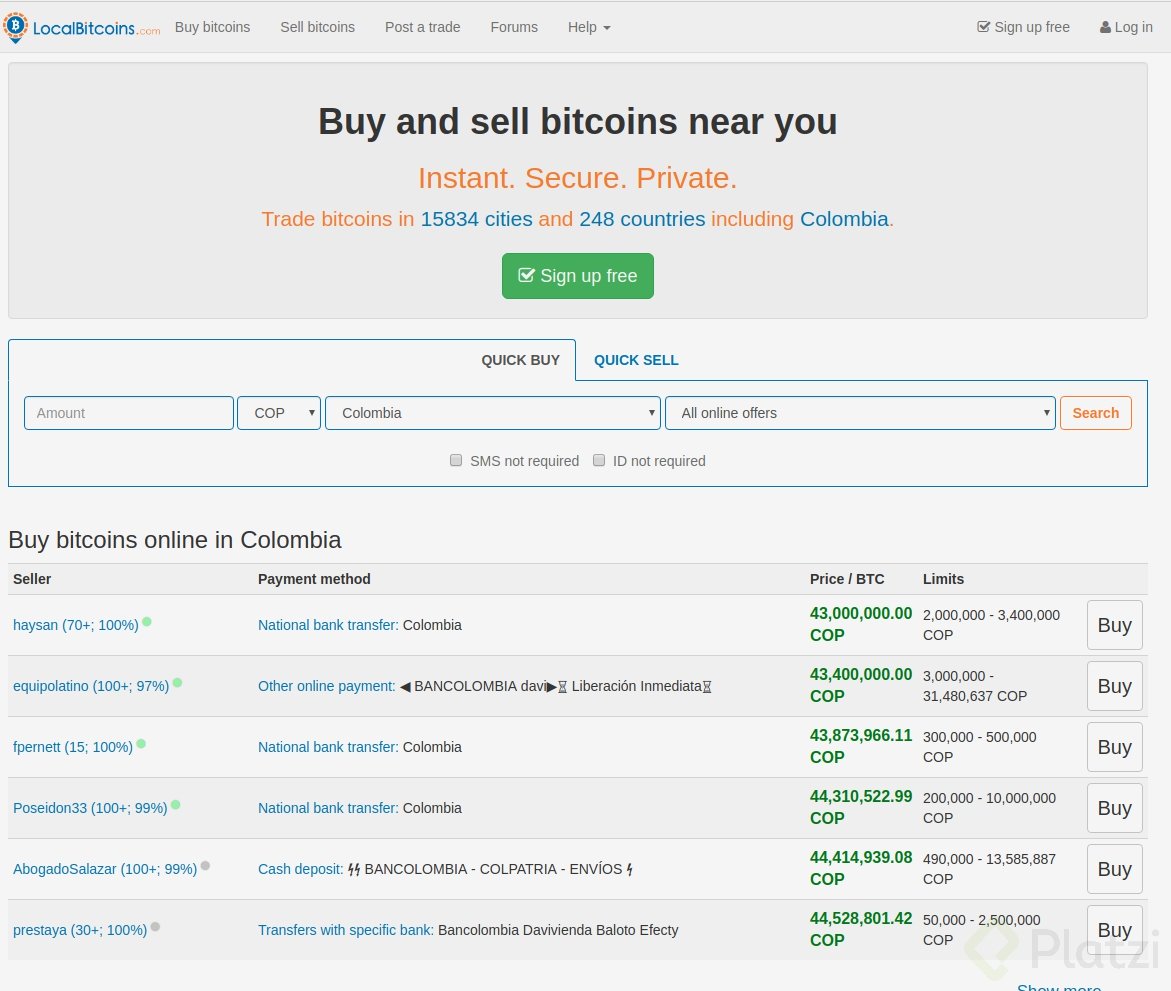 LocalBitcoins.com Buy bitcoins Sell bitcoins Post a trade Forums Help Sign up free Log in
Buy and sell bitcoins near you
Instant. Secure. Private.
Trade bitcoins in 15834 cities and 248 countries including Colombia.
Sign up free
QUICK BUY QUICK SELL
Amount COP Colombia All online offers Search
SMS not required ID not required
Buy bitcoins online in Colombia
Seller Payment method Price / BTC Limits
haysan (70+; 100%) National bank transfer: Colombia 43,000,000.00 COP 2,000,000 - 3,400,000 COP Buy
equipolatino (100+; 97%) Other online payment: ◀ BANCOLOMBIA davi▶⌛ Liberación Inmediata⌛ 43,400,000.00 COP 3,000,000 - 31,480,637 COP Buy
fpernett (15; 100%) National bank transfer: Colombia 43,873,966.11 COP 300,000 - 500,000 COP Buy
Poseidon33 (100+; 99%) National bank transfer: Colombia 44,310,522.99 COP 200,000 - 10,000,000 COP Buy
AbogadoSalazar (100+; 99%) Cash deposit: ϟϟ BANCOLOMBIA - COLPATRIA - ENVÍOS ϟ 44,414,939.08 COP 490,000 - 13,585,887 COP Buy
prestaya (30+; 100%) Transfers with specific bank: Bancolombia Davivienda Baloto Efecty 44,528,801.42 COP 50,000 - 2,500,000 COP Buy
Platzi
Show more